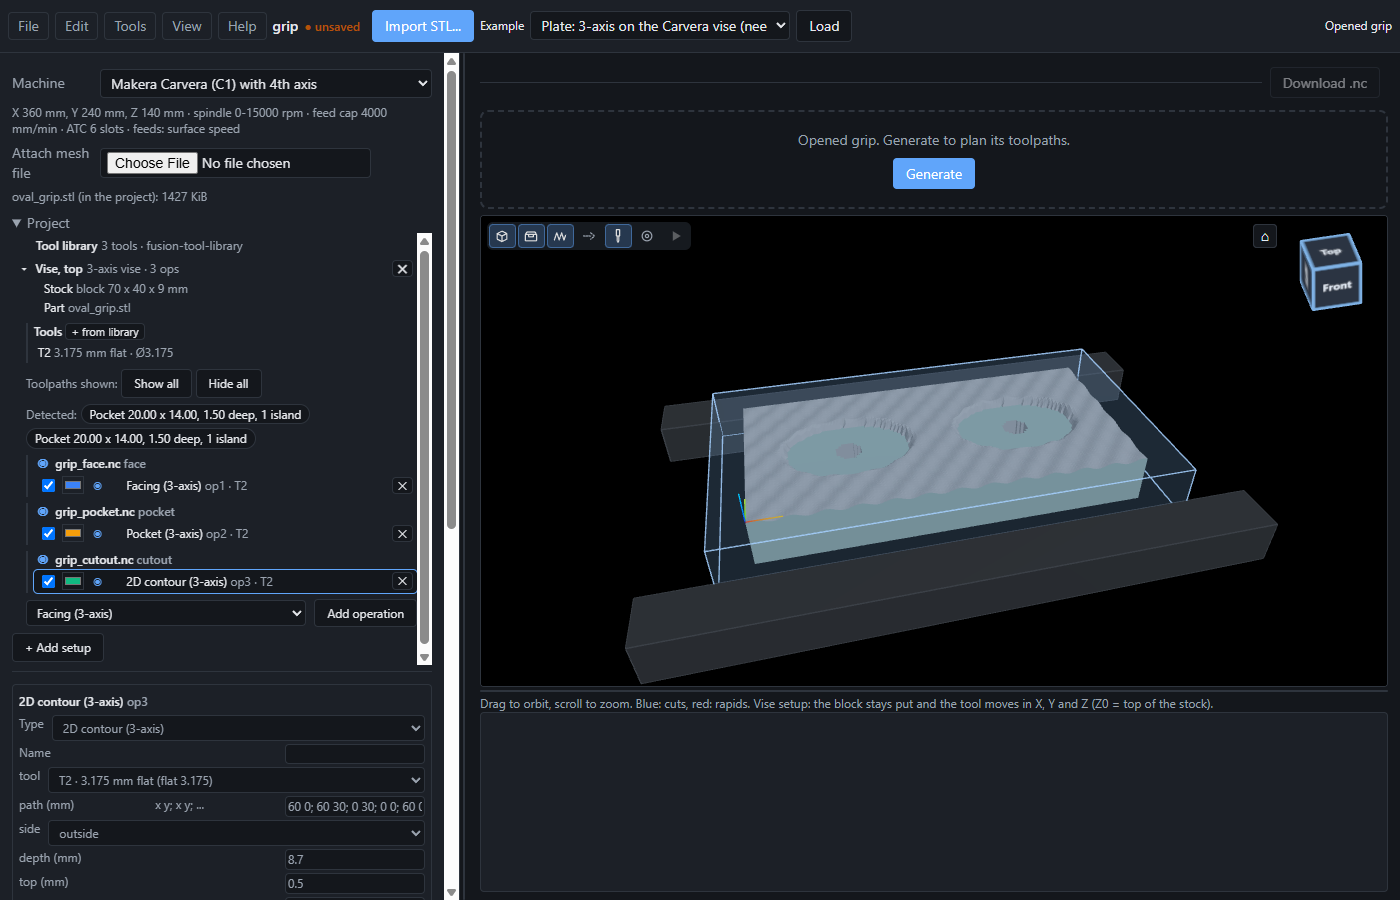 File Edit Tools View Help grip ● unsaved Import STL... Example Plate: 3-axis on the Carvera vise (nee Load Opened grip
Machine Makera Carvera (C1) with 4th axis
X 360 mm, Y 240 mm, Z 140 mm · spindle 0-15000 rpm · feed cap 4000
mm/min · ATC 6 slots · feeds: surface speed
Attach mesh
file
Choose File No file chosen
oval_grip.stl (in the project): 1427 KiB
Project
Tool library 3 tools · fusion-tool-library
Vise, top 3-axis vise · 3 ops
Stock block 70 x 40 x 9 mm
Part oval_grip.stl
Tools + from library
T2 3.175 mm flat · Ø3.175
Toolpaths shown: Show all Hide all
Detected: Pocket 20.00 x 14.00, 1.50 deep, 1 island
Pocket 20.00 x 14.00, 1.50 deep, 1 island
grip_face.nc face
Facing (3-axis) op1 · T2
grip_pocket.nc pocket
Pocket (3-axis) op2 · T2
grip_cutout.nc cutout
2D contour (3-axis) op3 · T2
Facing (3-axis) Add operation
+ Add setup
2D contour (3-axis) op3
Type 2D contour (3-axis)
Name
tool T2 · 3.175 mm flat (flat 3.175)
path (mm) x y; x y; ... 60 0; 60 30; 0 30; 0 0; 60 0
side outside
depth (mm) 8.7
top (mm) 0.5
Download .nc
Opened grip. Generate to plan its toolpaths.
Generate
Top
Front
Drag to orbit, scroll to zoom. Blue: cuts, red: rapids. Vise setup: the block stays put and the tool moves in X, Y and Z (Z0 = top of the stock).